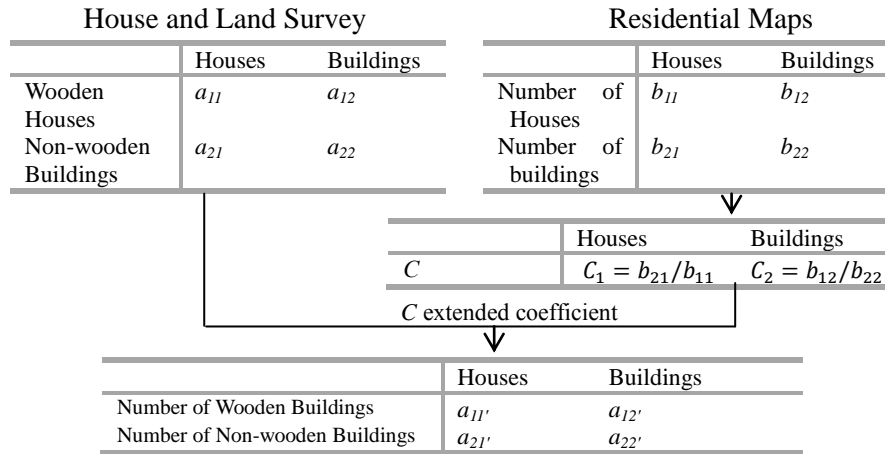 House and Land Survey
Houses Buildings
Wooden Houses a11 a12
Non-wooden Buildings a21 a22
Residential Maps
Houses Buildings
Number of Houses b11 b12
Number of buildings b21 b22
Houses Buildings
C C1 = b21/b11 C2 = b12/b22
C extended coefficient
Houses Buildings
Number of Wooden Buildings a11' a12'
Number of Non-wooden Buildings a21' a22'